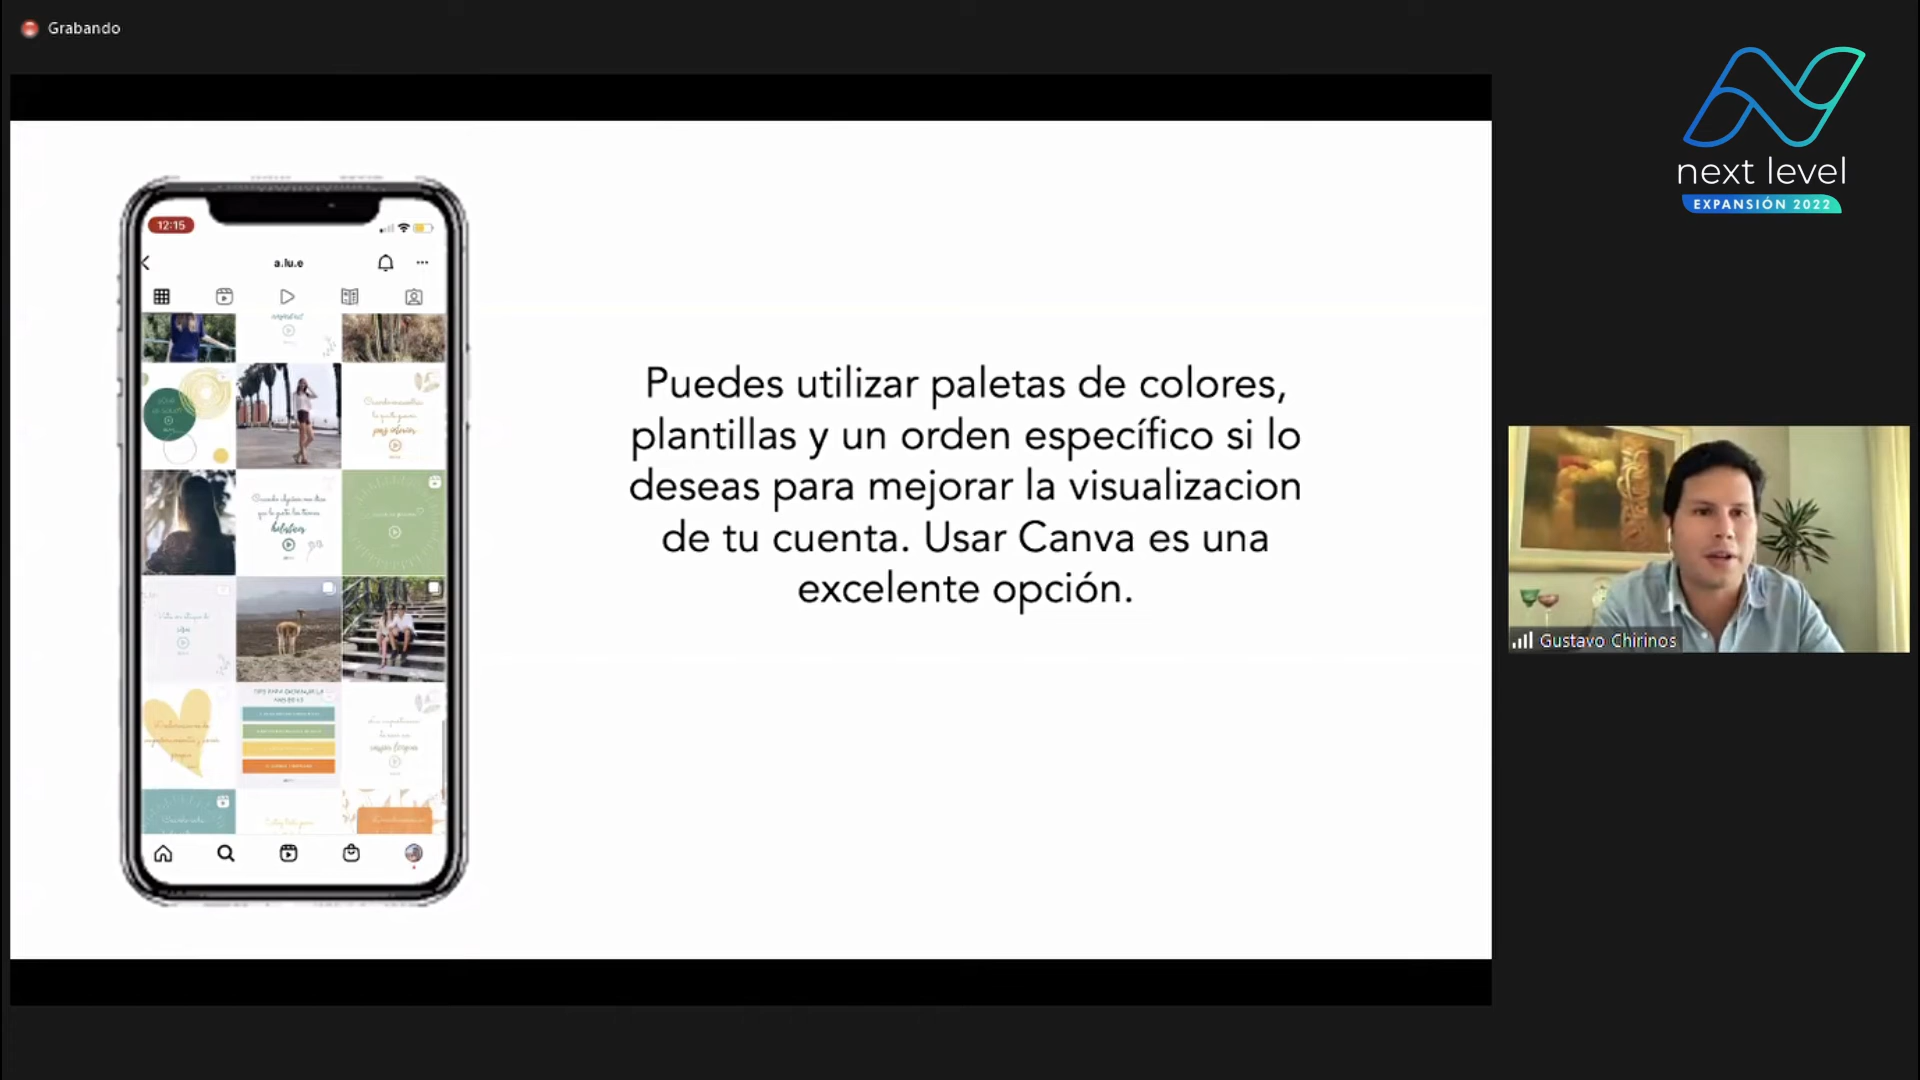 Grabando
next level
EXPANSIÓN 2022
12:15
a.lu.e
Puedes utilizar paletas de colores,
plantillas y un orden específico si lo
deseas para mejorar la visualizacion
de tu cuenta. Usar Canva es una
excelente opción.
Gustavo Chirinos